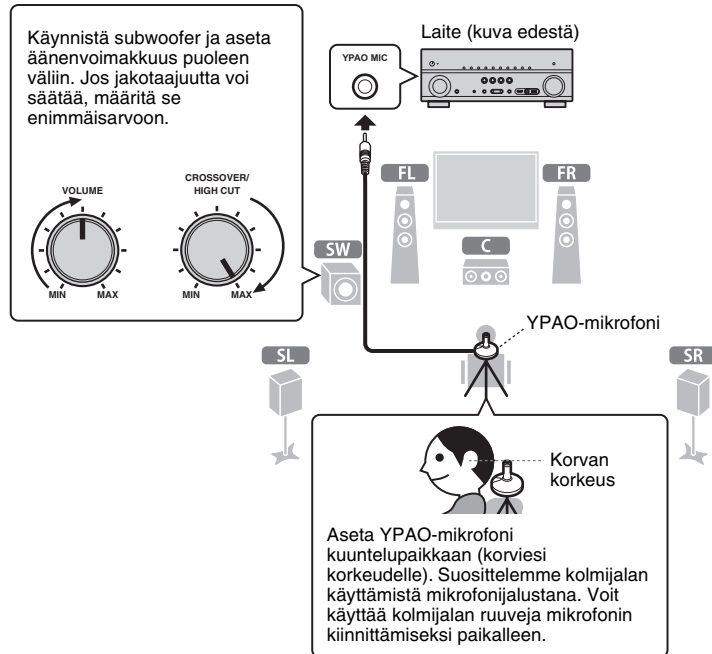 Käynnistä subwoofer ja aseta
äänenvoimakkuus puoleen
väliin. Jos jakotaajuutta voi
säätää, määritä se
enimmäisarvoon.
VOLUME
MIN
MAX
CROSSOVER/
HIGH CUT
MIN
MAX
Laite (kuva edestä)
YPAO MIC
FL
FR
SW
C
YPAO-mikrofoni
SL
SR
Korvan
korkeus
Aseta YPAO-mikrofoni
kuuntelupaikkaan (korviesi
korkeudelle). Suosittelemme kolmijalan
käyttämistä mikrofonijalustana. Voit
käyttää kolmijalan ruuveja mikrofonin
kiinnittämiseksi paikalleen.